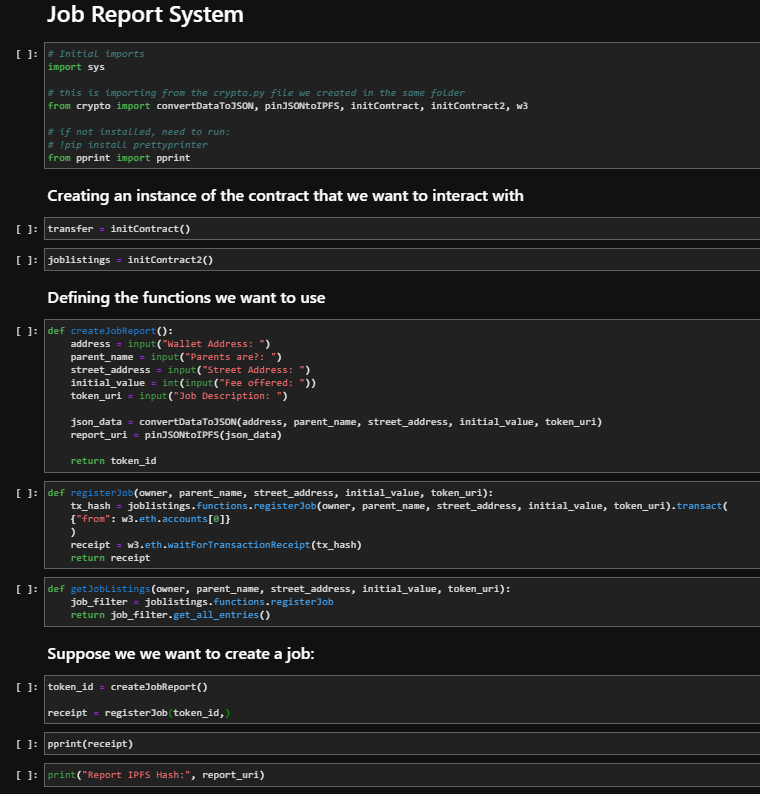 Job Report System
[ ]: # Initial imports
import sys
# this is importing from the crypto.py file we created in the same folder
from crypto import convertDataToJSON, pinJSONtoIPFS, initContract, initContract2, w3
# if not installed, need to run:
# !pip install prettyprinter
from pprint import pprint
Creating an instance of the contract that we want to interact with
[ ]: transfer = initContract()
[ ]: joblistings = initContract2()
Defining the functions we want to use
[ ]: def createJobReport():
    address = input("Wallet Address: ")
    parent_name = input("Parents are?: ")
    street_address = input("Street Address: ")
    initial_value = int(input("Fee offered: "))
    token_uri = input("Job Description: ")
    json_data = convertDataToJSON(address, parent_name, street_address, initial_value, token_uri)
    report_uri = pinJSONtoIPFS(json_data)
    return token_id
[ ]: def registerJob(owner, parent_name, street_address, initial_value, token_uri):
    tx_hash = joblistings.functions.registerJob(owner, parent_name, street_address, initial_value, token_uri).transact(
    {"from": w3.eth.accounts[0]}
    )
    receipt = w3.eth.waitForTransactionReceipt(tx_hash)
    return receipt
[ ]: def getJobListings(owner, parent_name, street_address, initial_value, token_uri):
    job_filter = joblistings.functions.registerJob
    return job_filter.get_all_entries()
Suppose we we want to create a job:
[ ]: token_id = createJobReport()
receipt = registerJob(token_id,)
[ ]: pprint(receipt)
[ ]: print("Report IPFS Hash:", report_uri)